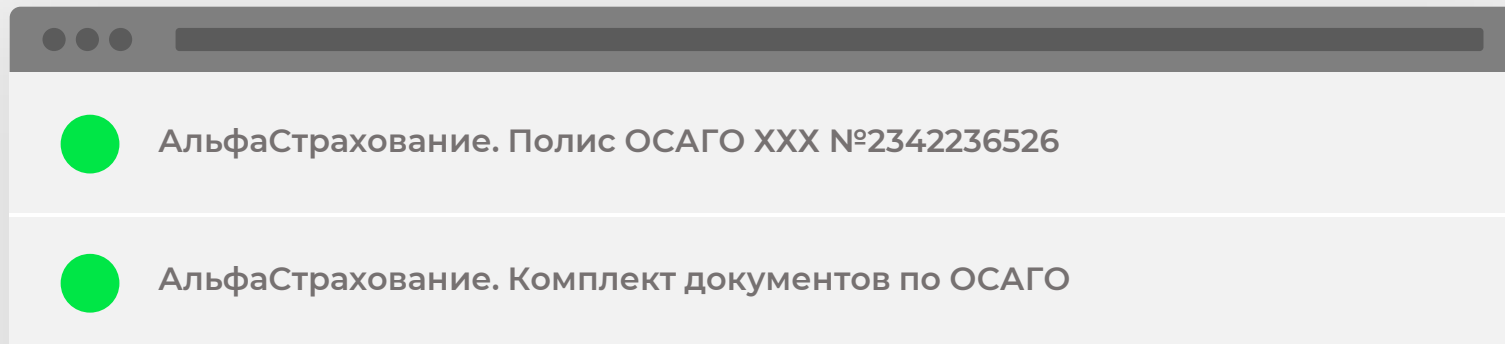 АльфаСтрахование. Полис ОСАГО ХХХ №2342236526
АльфаСтрахование. Комплект документов по ОСАГО